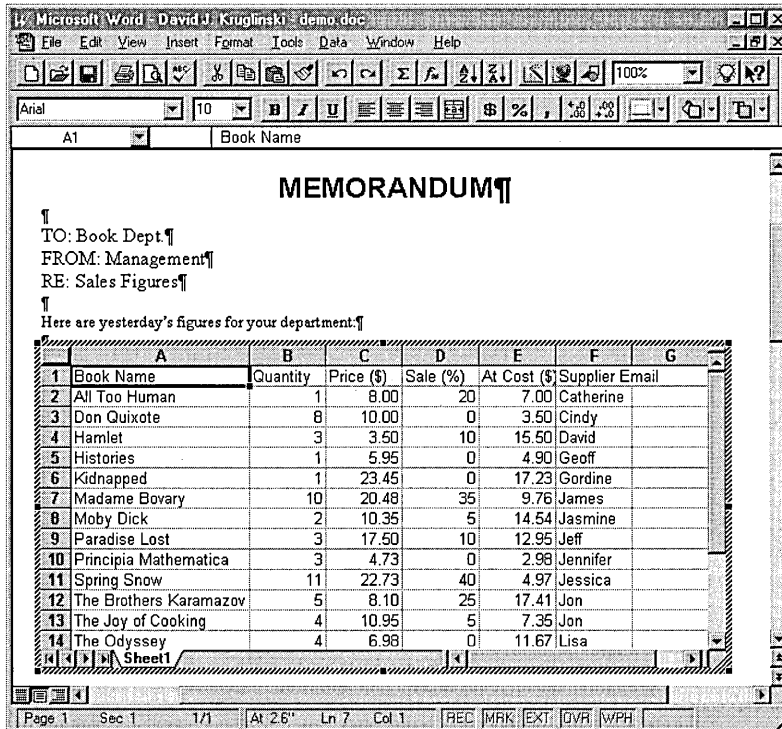 Microsoft Word - David J. Kruglinski - demo.doc
File Edit View Insert Format Tools Data Window Help
ABC Σ fx A Z Z A 100% ?
Arial 10 B I U a $ % , .0 .00 .00 .0
A1 Book Name
MEMORANDUM¶
¶
TO: Book Dept.¶
FROM: Management¶
RE: Sales Figures¶
¶
Here are yesterday's figures for your department:¶
¶
A B C D E F G
1 Book Name Quantity Price ($) Sale (%) At Cost ($) Supplier Email
2 All Too Human 1 8.00 20 7.00 Catherine
3 Don Quixote 8 10.00 0 3.50 Cindy
4 Hamlet 3 3.50 10 15.50 David
5 Histories 1 5.95 0 4.90 Geoff
6 Kidnapped 1 23.45 0 17.23 Gordine
7 Madame Bovary 10 20.48 35 9.76 James
8 Moby Dick 2 10.35 5 14.54 Jasmine
9 Paradise Lost 3 17.50 10 12.95 Jeff
10 Principia Mathematica 3 4.73 0 2.98 Jennifer
11 Spring Snow 11 22.73 40 4.97 Jessica
12 The Brothers Karamazov 5 8.10 25 17.41 Jon
13 The Joy of Cooking 4 10.95 5 7.35 Jon
14 The Odyssey 4 6.98 0 11.67 Lisa
Sheet1
Page 1 Sec 1 1/1 At 2.6" Ln 7 Col 1 REC MRK EXT OVR WPH